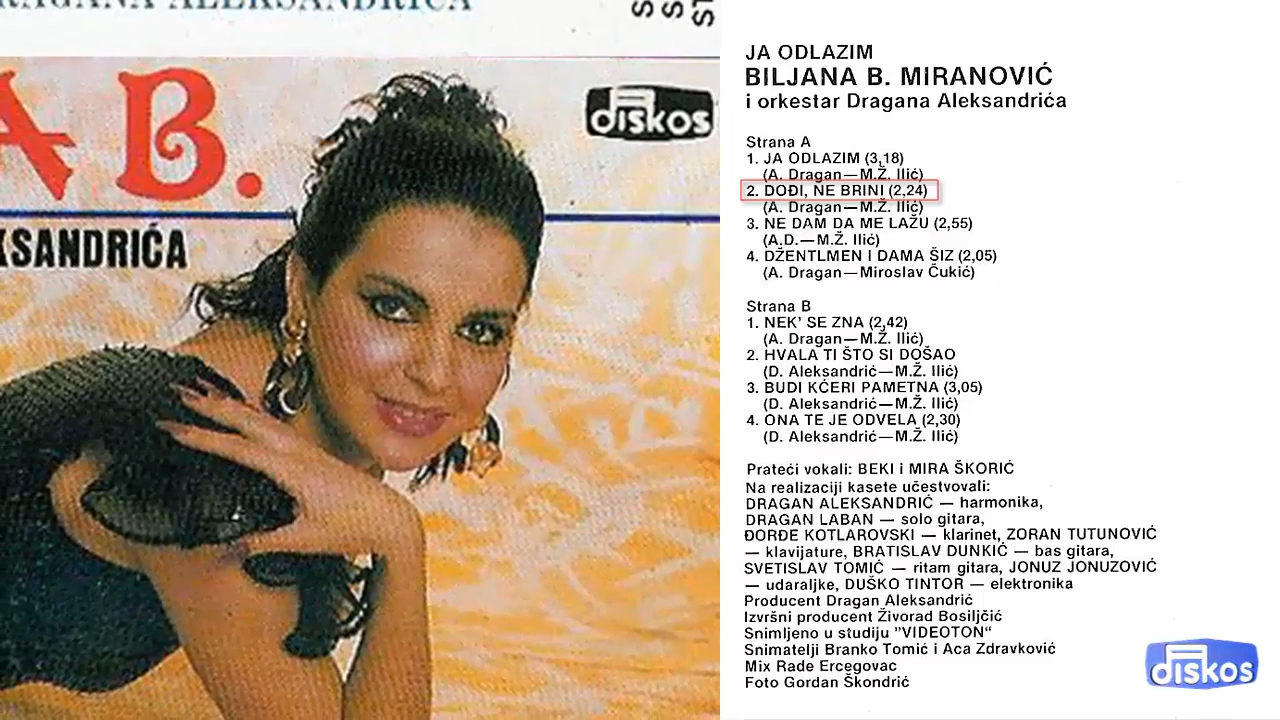 A B.
diskos
KSANDRIĆA
JA ODLAZIM
BILJANA B. MIRANOVIĆ
i orkestar Dragana Aleksandrića
Strana A
1. JA ODLAZIM (3,18)
(A. Dragan—M.Ž. Ilić)
2. DOĐI, NE BRINI (2,24)
(A. Dragan—M.Ž. Ilić)
3. NE DAM DA ME LAŽU (2,55)
(A.D.—M.Ž. Ilić)
4. DŽENTLMEN I DAMA ŠIZ (2,05)
(A. Dragan—Miroslav Čukić)
Strana B
1. NEK' SE ZNA (2,42)
(A. Dragan—M.Ž. Ilić)
2. HVALA TI ŠTO SI DOŠAO
(D. Aleksandrić—M.Ž. Ilić)
3. BUDI KĆERI PAMETNA (3,05)
(D. Aleksandrić—M.Ž. Ilić)
4. ONA TE JE ODVELA (2,30)
(D. Aleksandrić—M.Ž. Ilić)
Prateći vokali: BEKI i MIRA ŠKORIĆ
Na realizaciji kasete učestvovali:
DRAGAN ALEKSANDRIĆ — harmonika,
DRAGAN LABAN — solo gitara,
ĐORĐE KOTLAROVSKI — klarinet, ZORAN TUTUNOVIĆ
— klavijature, BRATISLAV DUNKIĆ — bas gitara,
SVETISLAV TOMIĆ — ritam gitara, JONUZ JONUZOVIĆ
— udaraljke, DUŠKO TINTOR — elektronika
Producent Dragan Aleksandrić
Izvršni producent Živorad Bosiljčić
Snimljeno u studiju ”VIDEOTON“
Snimatelji Branko Tomić i Aca Zdravković
Mix Rade Ercegovac
Foto Gordan Škondrić
diskos